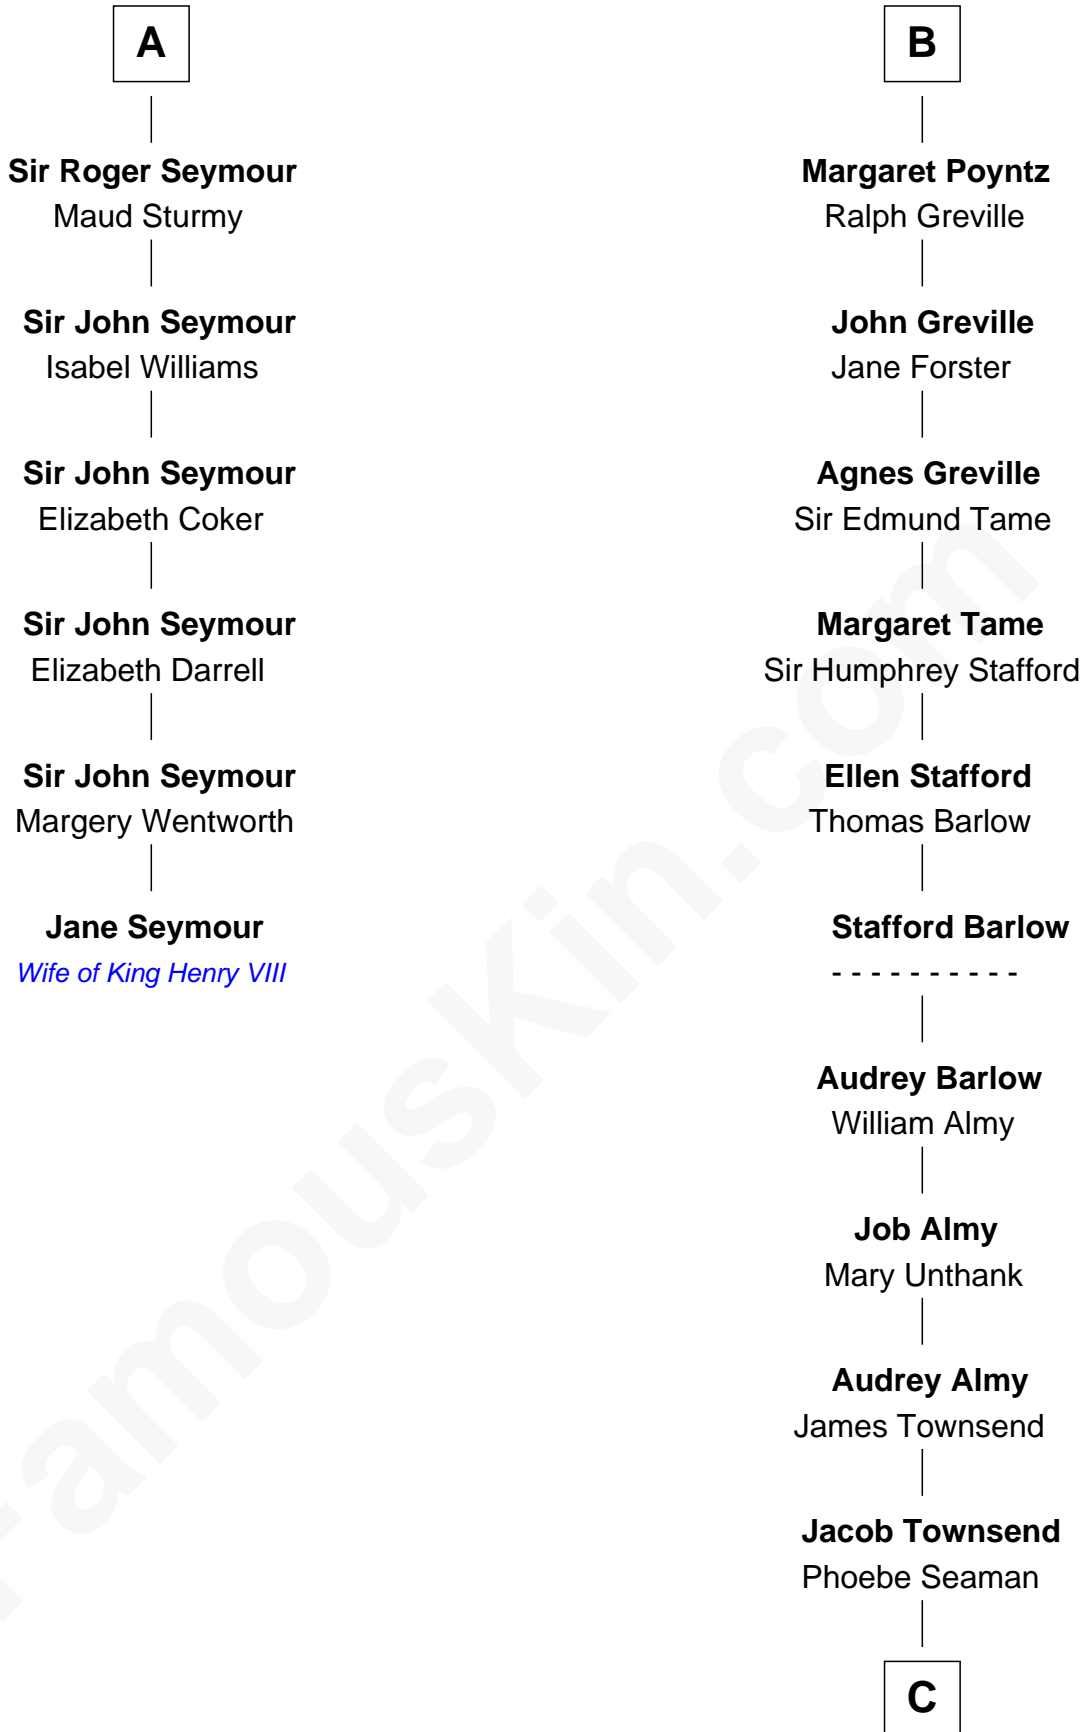 A
Sir Roger Seymour
Maud Sturmy
Sir John Seymour
Isabel Williams
Sir John Seymour
Elizabeth Coker
Sir John Seymour
Elizabeth Darrell
Sir John Seymour
Margery Wentworth
Jane Seymour
Wife of King Henry VIII
B
Margaret Poyntz
Ralph Greville
John Greville
Jane Forster
Agnes Greville
Sir Edmund Tame
Margaret Tame
Sir Humphrey Stafford
Ellen Stafford
Thomas Barlow
Stafford Barlow
- - - - - - - - - -
Audrey Barlow
William Almy
Job Almy
Mary Unthank
Audrey Almy
James Townsend
Jacob Townsend
Phoebe Seaman
C
FamousKin.com